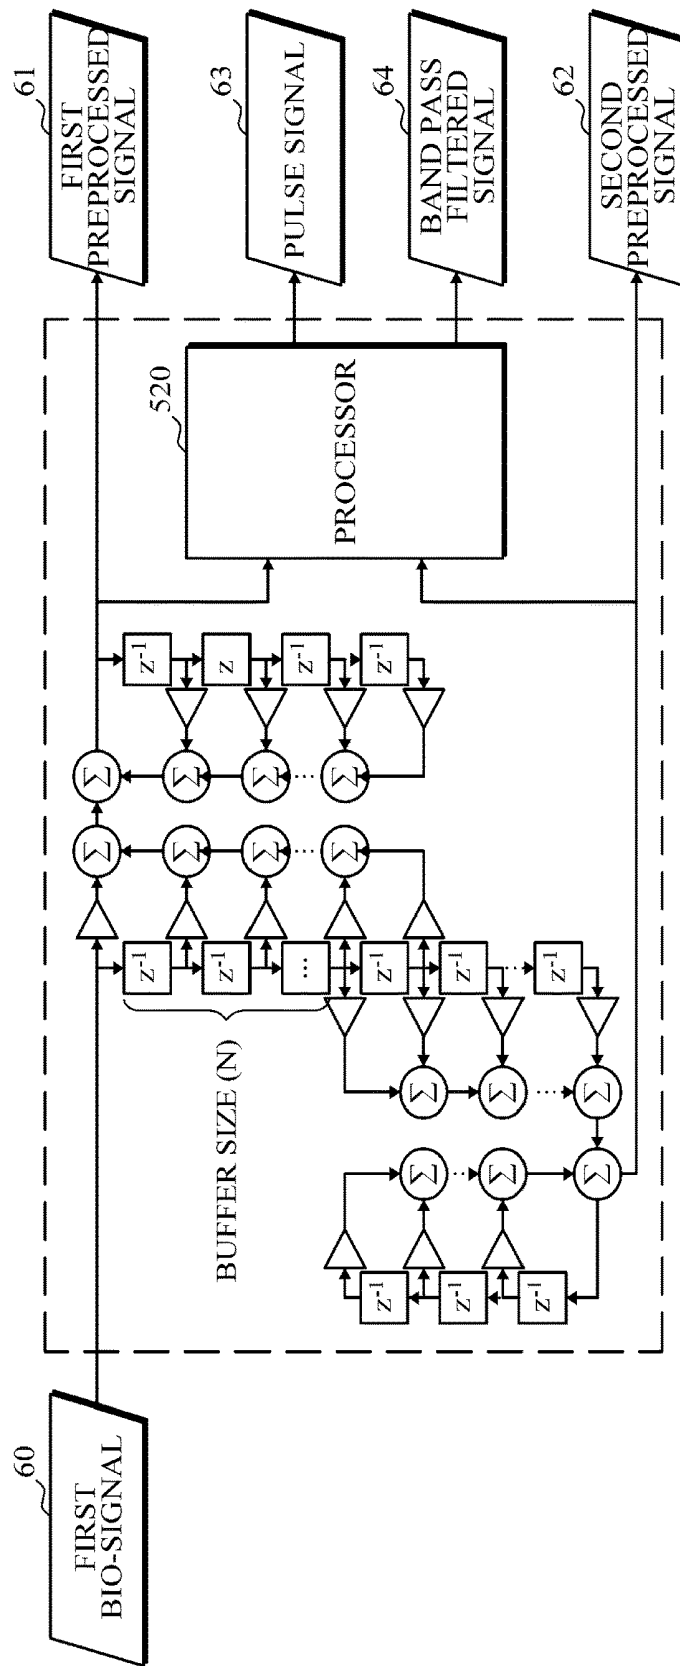 60
FIRST
BIO-SIGNAL
BUFFER SIZE (N)
z⁻¹
z⁻¹
...
z⁻¹
z⁻¹
...
z⁻¹
Σ
Σ
Σ
...
Σ
Σ
Σ
...
Σ
Σ
Σ
...
Σ
Σ
z⁻¹
z⁻¹
z⁻¹
Σ
Σ
Σ
...
Σ
z⁻¹
z
z⁻¹
...
z⁻¹
520
PROCESSOR
61
FIRST
PREPROCESSED
SIGNAL
63
PULSE SIGNAL
64
BAND PASS
FILTERED
SIGNAL
62
SECOND
PREPROCESSED
SIGNAL